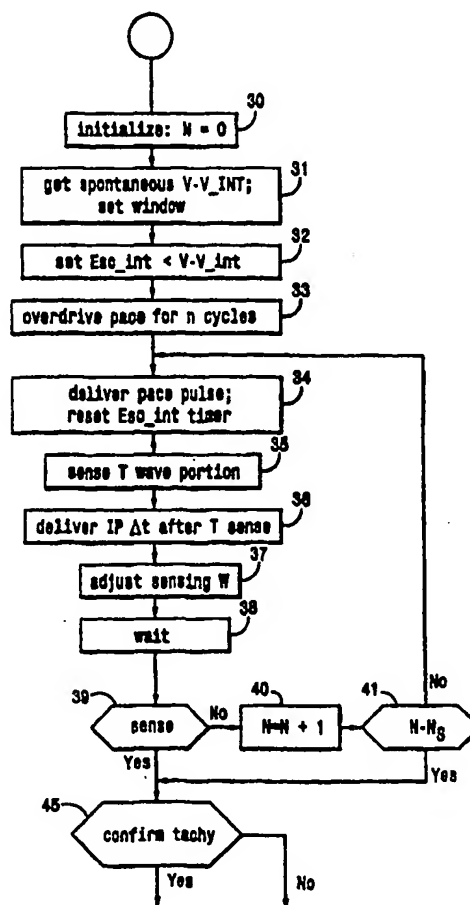 30
initialize: N = 0
31
get spontaneous V-V_INT;
set window
32
set Esc_int < V-V_int
33
overdrive pace for n cycles
34
deliver pace pulse;
reset Esc_int timer
35
sense T wave portion
36
deliver IP Δt after T sense
37
adjust sensing W
38
wait
39
sense
No
40
N=N + 1
41
N-NS
No
Yes
Yes
45
confirm tachy
Yes
No